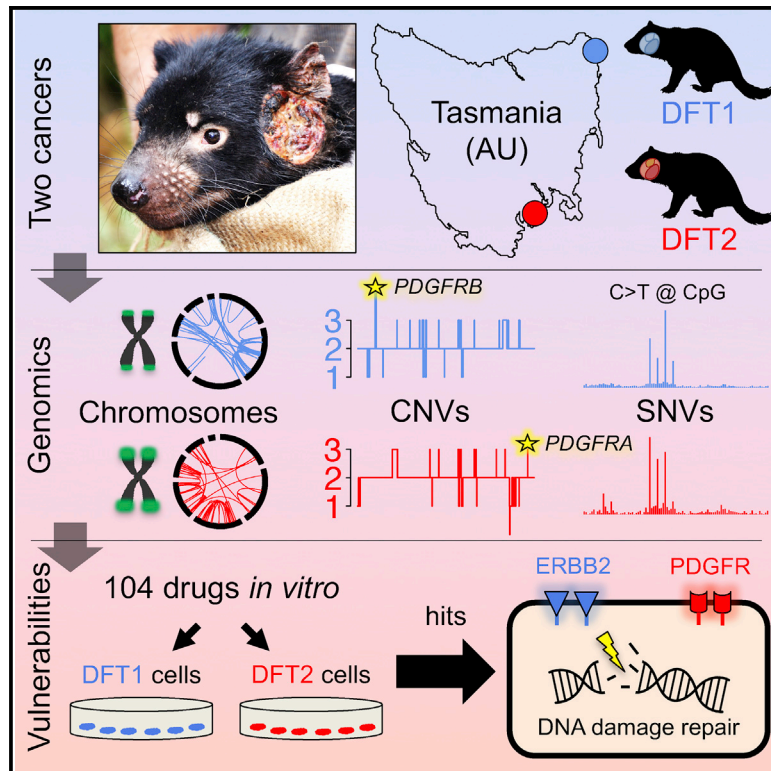 Two cancers
Tasmania
(AU)
DFT1
DFT2
Genomics
PDGFRB
C>T @ CpG
3
2
1
Chromosomes
CNVs
SNVs
PDGFRA
3
2
1
Vulnerabilities
104 drugs in vitro
DFT1 cells
DFT2 cells
hits
ERBB2
PDGFR
DNA damage repair